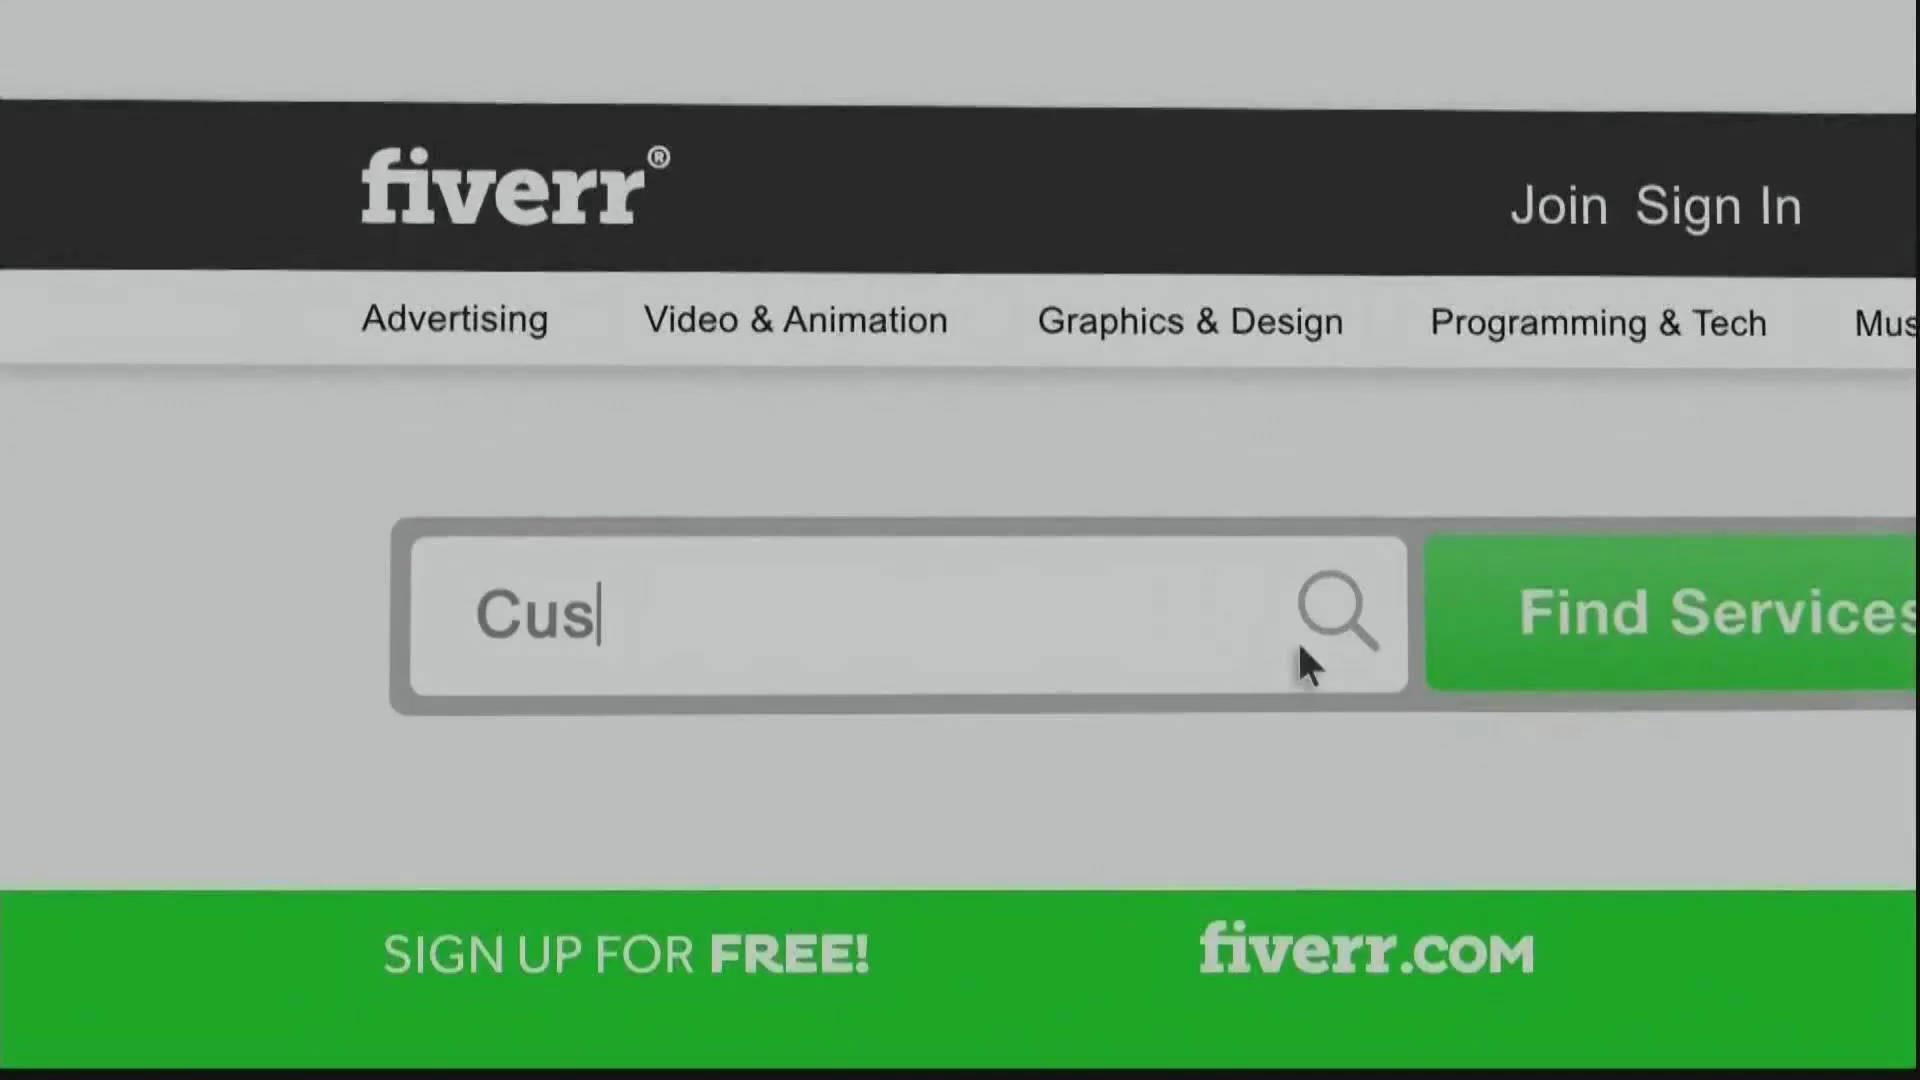 fiverr®
Join Sign In
Advertising Video & Animation Graphics & Design Programming & Tech Mus
Cus
Find Services
SIGN UP FOR FREE!
fiverr.COM